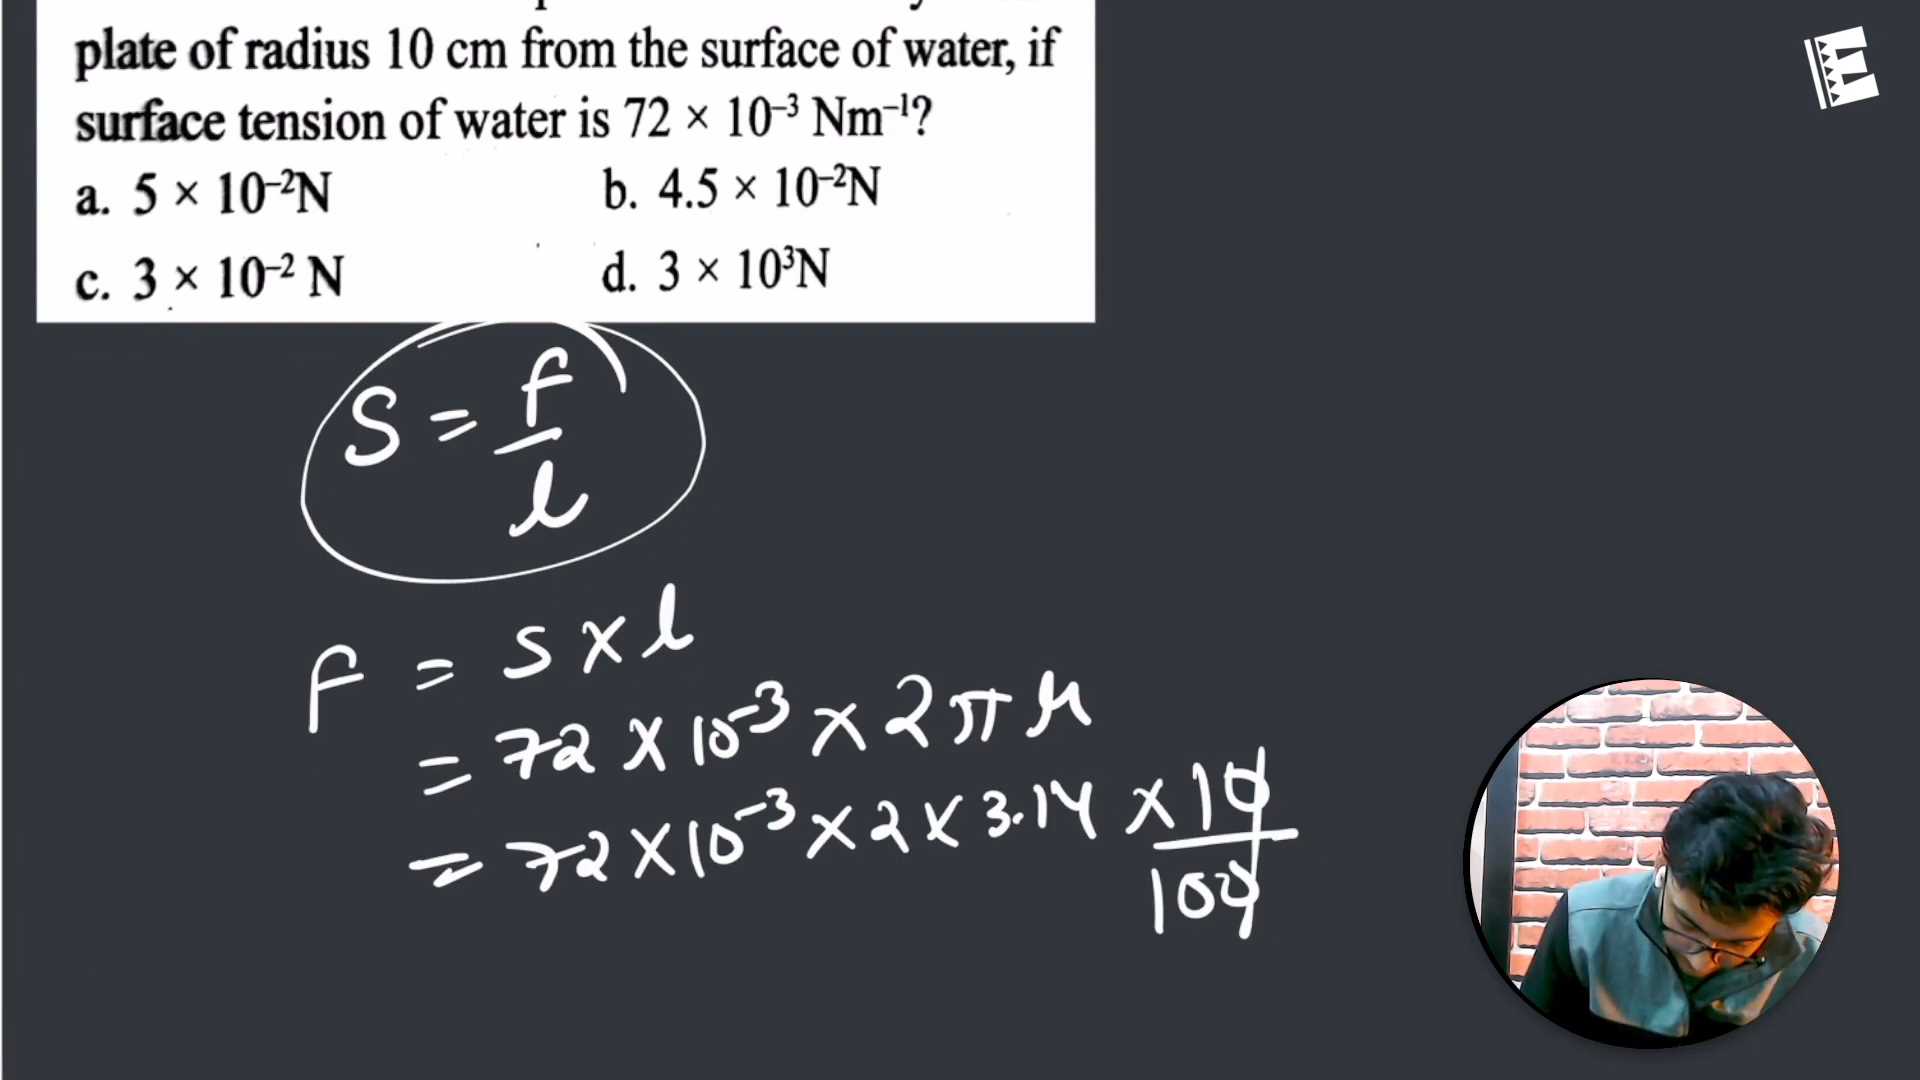 plate of radius 10 cm from the surface of water, if
surface tension of water is 72 × 10⁻³ Nm⁻¹?
a. 5 × 10⁻²N b. 4.5 × 10⁻²N
c. 3 × 10⁻² N d. 3 × 10³N
S = f/l
F = S × l
= 72 × 10⁻³ × 2 π r
= 72 × 10⁻³ × 2 × 3.14 × 10/100
E